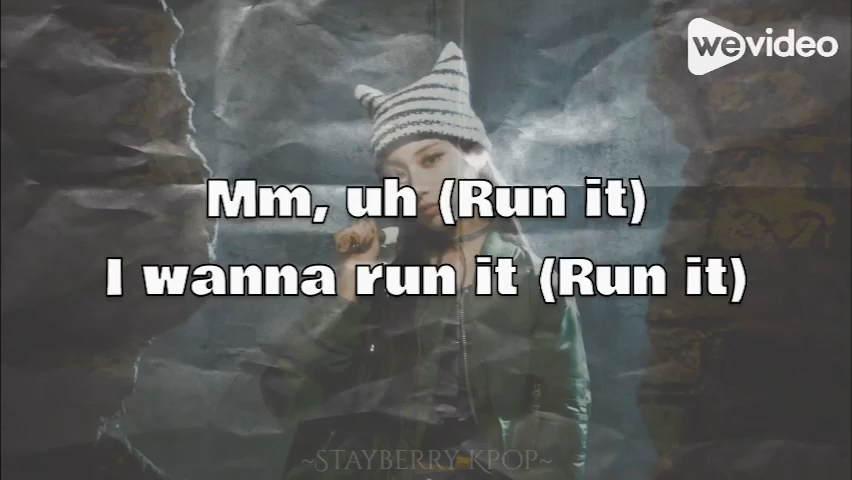 wevideo
Mm, uh (Run it)
I wanna run it (Run it)
~STAYBERRY KPOP~